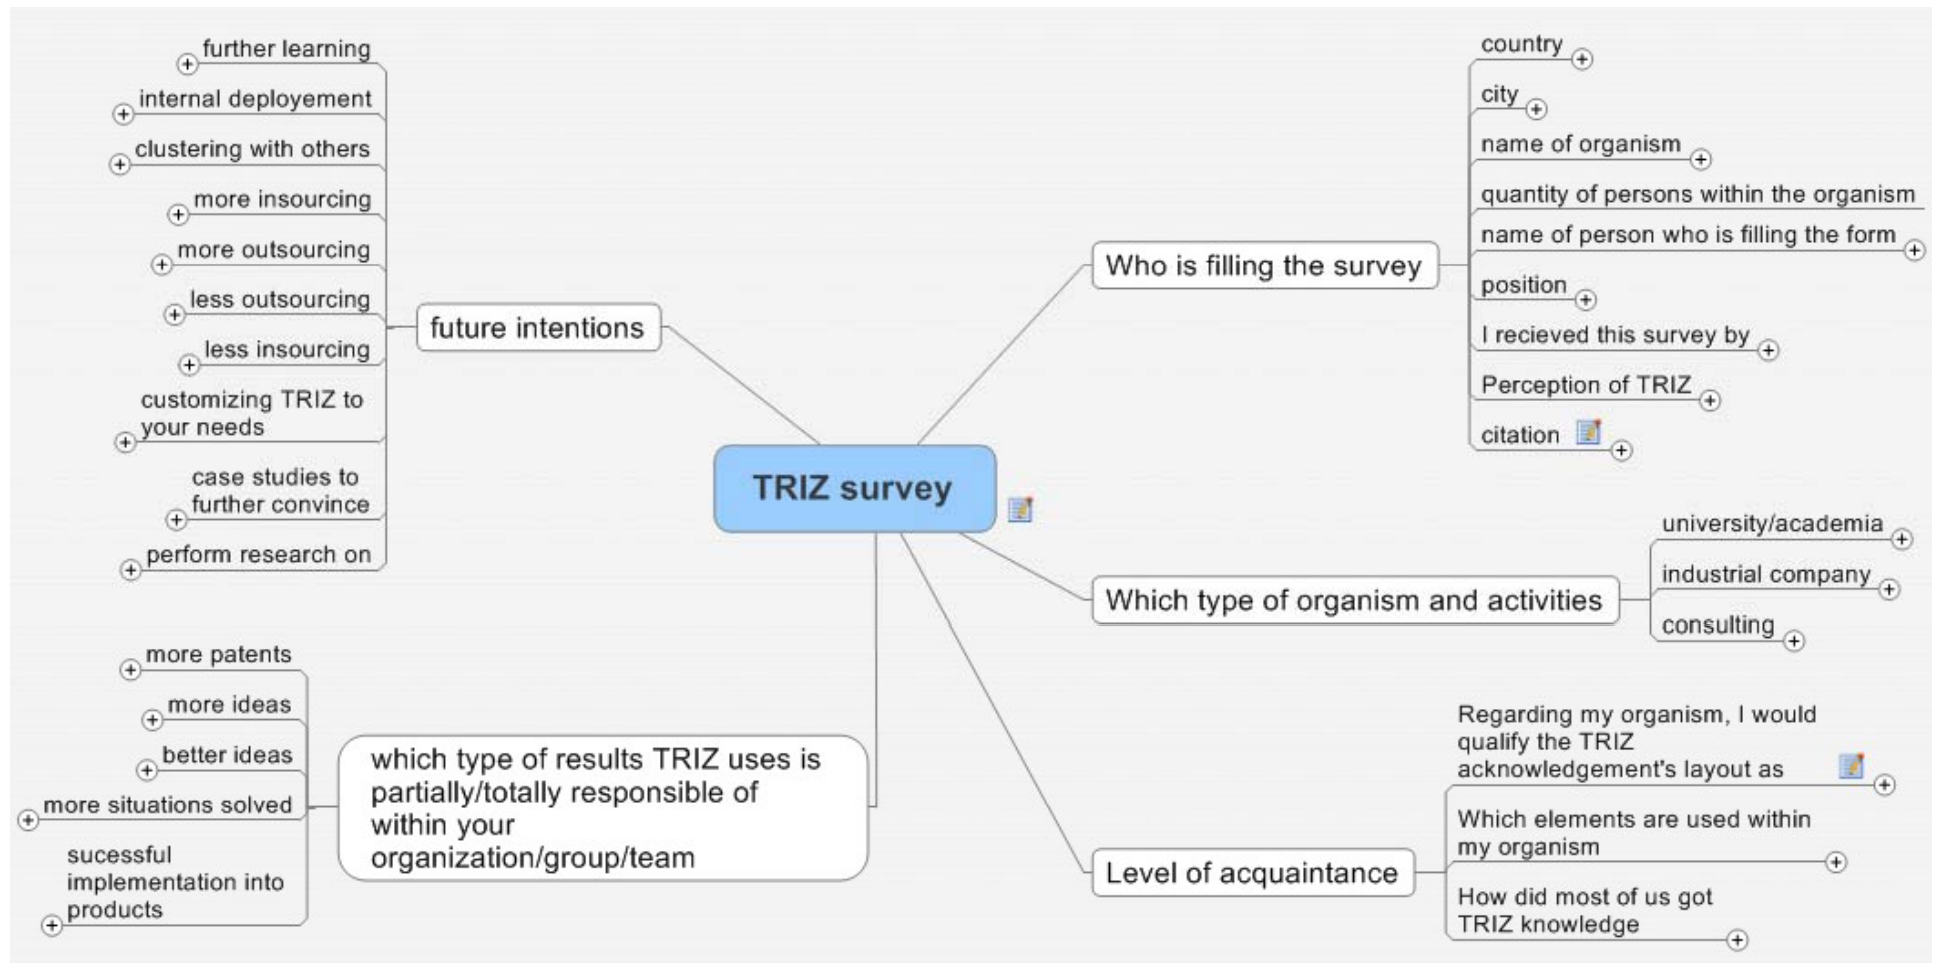 further learning
internal deployement
clustering with others
more insourcing
more outsourcing
less outsourcing
less insourcing
customizing TRIZ to
your needs
case studies to
further convince
perform research on
future intentions
more patents
more ideas
better ideas
more situations solved
sucessful
implementation into
products
which type of results TRIZ uses is
partially/totally responsible of
within your
organization/group/team
TRIZ survey
Who is filling the survey
country
city
name of organism
quantity of persons within the organism
name of person who is filling the form
position
I recieved this survey by
Perception of TRIZ
citation
Which type of organism and activities
university/academia
industrial company
consulting
Level of acquaintance
Regarding my organism, I would
qualify the TRIZ
acknowledgement's layout as
Which elements are used within
my organism
How did most of us got
TRIZ knowledge